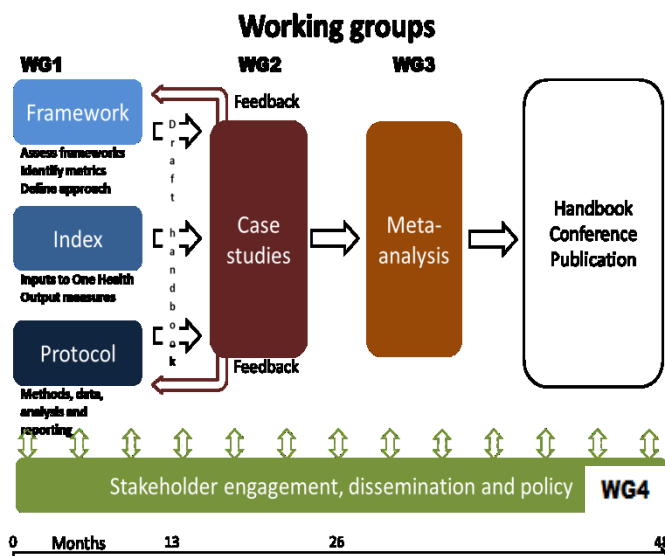 Working groups
WG1
WG2
WG3
Framework
Assess frameworks
Identify metrics
Define approach
Index
Inputs to One Health
Output measures
Protocol
Methods, data,
analysis and
reporting
Draft handbook
Feedback
Case
studies
Feedback
Meta-
analysis
Handbook
Conference
Publication
Stakeholder engagement, dissemination and policy
WG4
0 Months 13 26